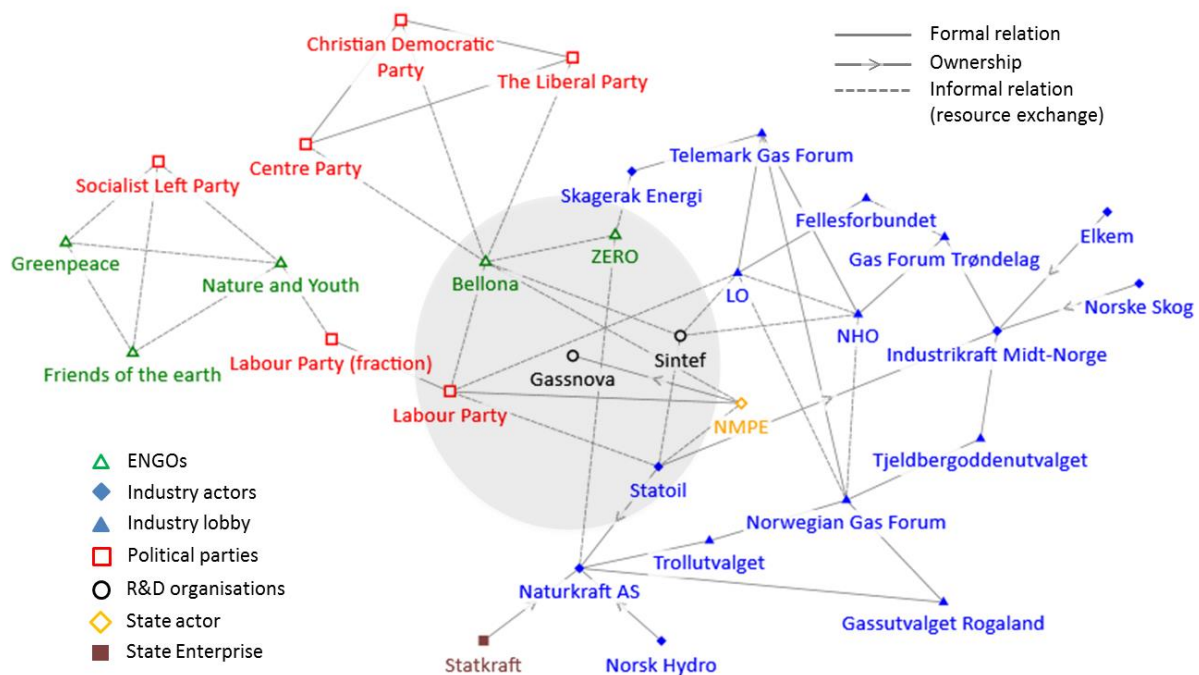 Christian Democratic
Party
The Liberal Party
Centre Party
Socialist Left Party
Greenpeace
Nature and Youth
Friends of the earth
Labour Party (fraction)
Labour Party
Bellona
ZERO
Skagerak Energi
Telemark Gas Forum
Fellesforbundet
Gas Forum Trøndelag
Elkem
Norske Skog
LO
NHO
Industrikraft Midt-Norge
Sintef
Gassnova
NMPE
Statoil
Tjeldbergoddenutvalget
Norwegian Gas Forum
Trollutvalget
Naturkraft AS
Gassutvalget Rogaland
Statkraft
Norsk Hydro
Formal relation
Ownership
Informal relation
(resource exchange)
ENGOs
Industry actors
Industry lobby
Political parties
R&D organisations
State actor
State Enterprise